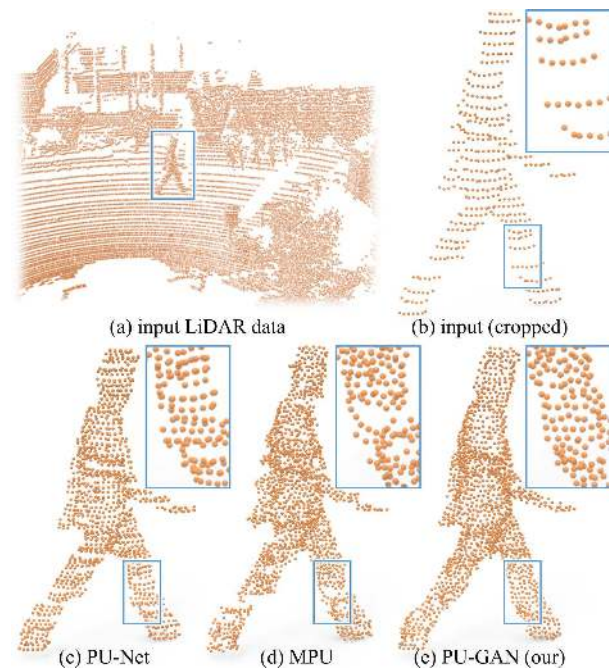 (a) input LiDAR data
(b) input (cropped)
(c) PU-Net
(d) MPU
(e) PU-GAN (our)